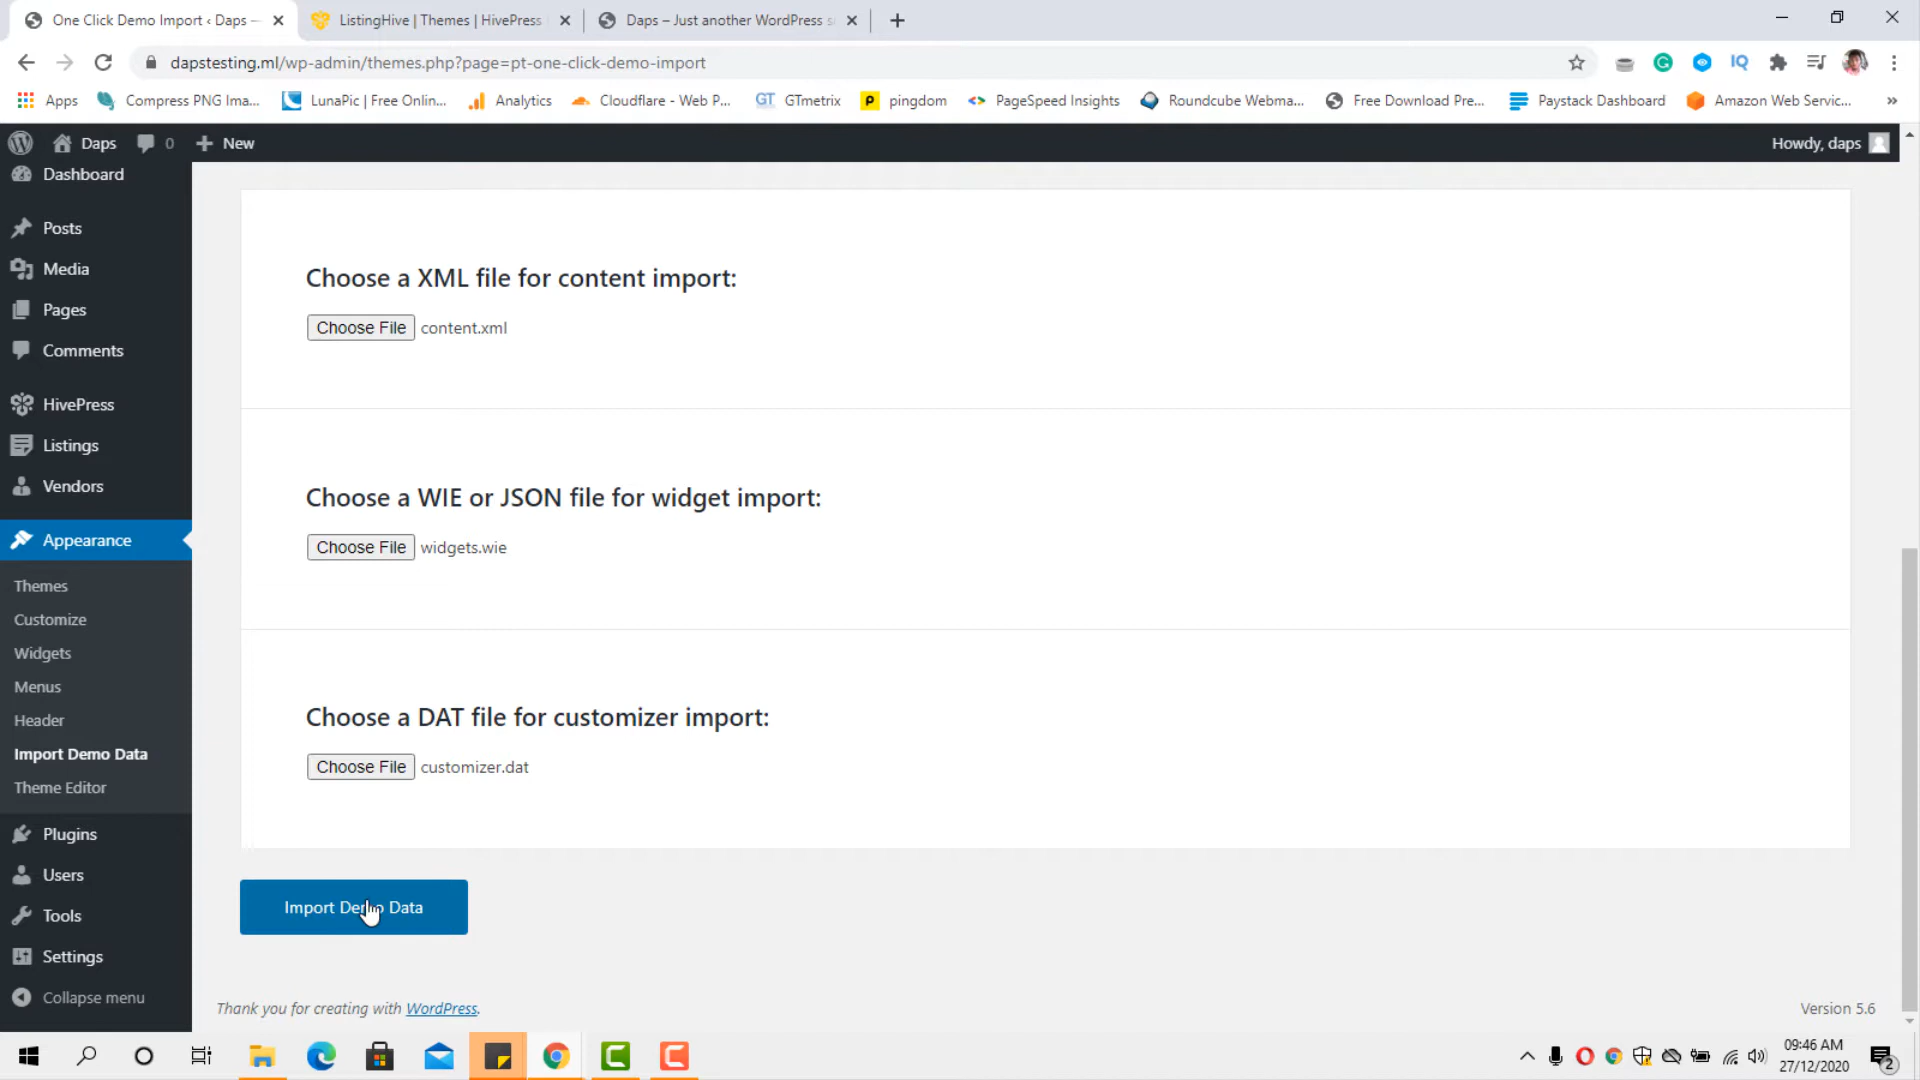 One Click Demo Import ‹ Daps –
ListingHive | Themes | HivePress
Daps – Just another WordPress si
dapstesting.ml/wp-admin/themes.php?page=pt-one-click-demo-import
Apps
Compress PNG Ima...
LunaPic | Free Onlin...
Analytics
Cloudflare - Web P...
GT
GTmetrix
pingdom
PageSpeed Insights
Roundcube Webma...
Free Download Pre...
Paystack Dashboard
Amazon Web Servic...
»
IQ
Daps
0
New
Howdy, daps
Dashboard
Posts
Media
Pages
Comments
HivePress
Listings
Vendors
Appearance
Themes
Customize
Widgets
Menus
Header
Import Demo Data
Theme Editor
Plugins
Users
Tools
Settings
Collapse menu
Choose a XML file for content import:
Choose File content.xml
Choose a WIE or JSON file for widget import:
Choose File widgets.wie
Choose a DAT file for customizer import:
Choose File customizer.dat
Import Demo Data
Thank you for creating with WordPress.
Version 5.6
09:46 AM
27/12/2020
2